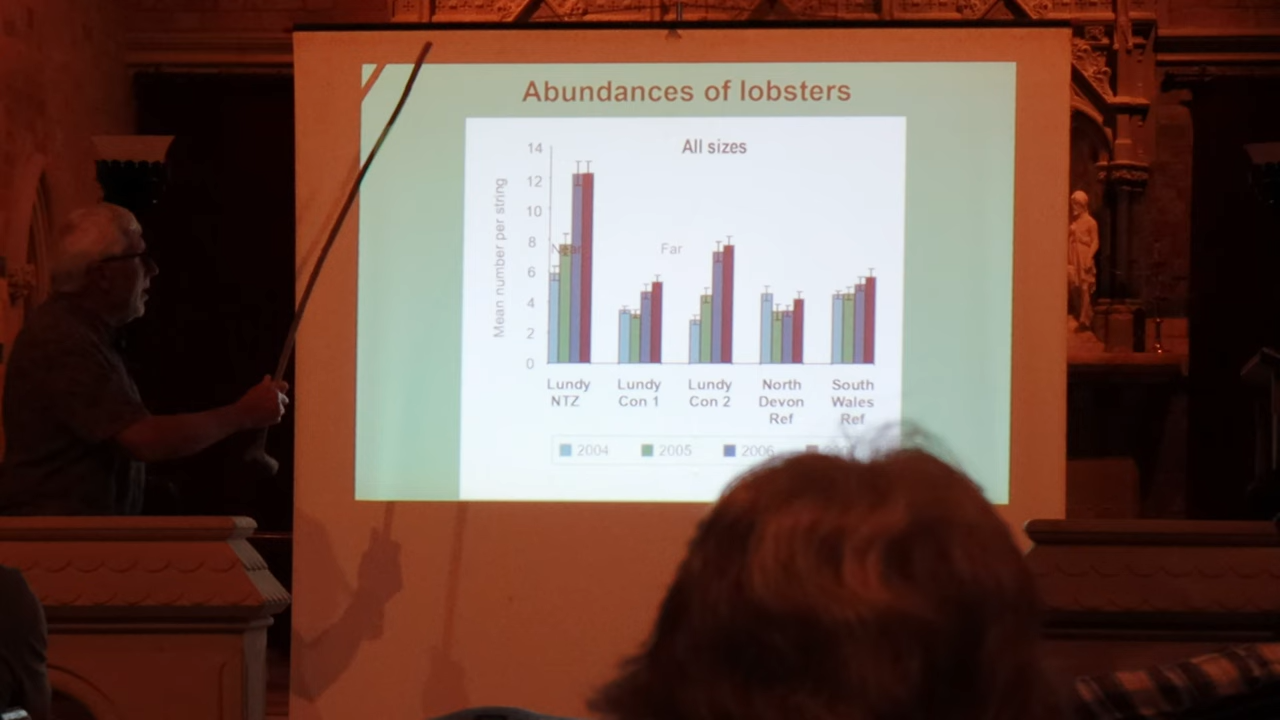 Abundances of lobsters
All sizes
Mean number per string
14
12
10
8
6
4
2
0
Near
Far
Lundy
NTZ
Lundy
Con 1
Lundy
Con 2
North
Devon
Ref
South
Wales
Ref
2004
2005
2006